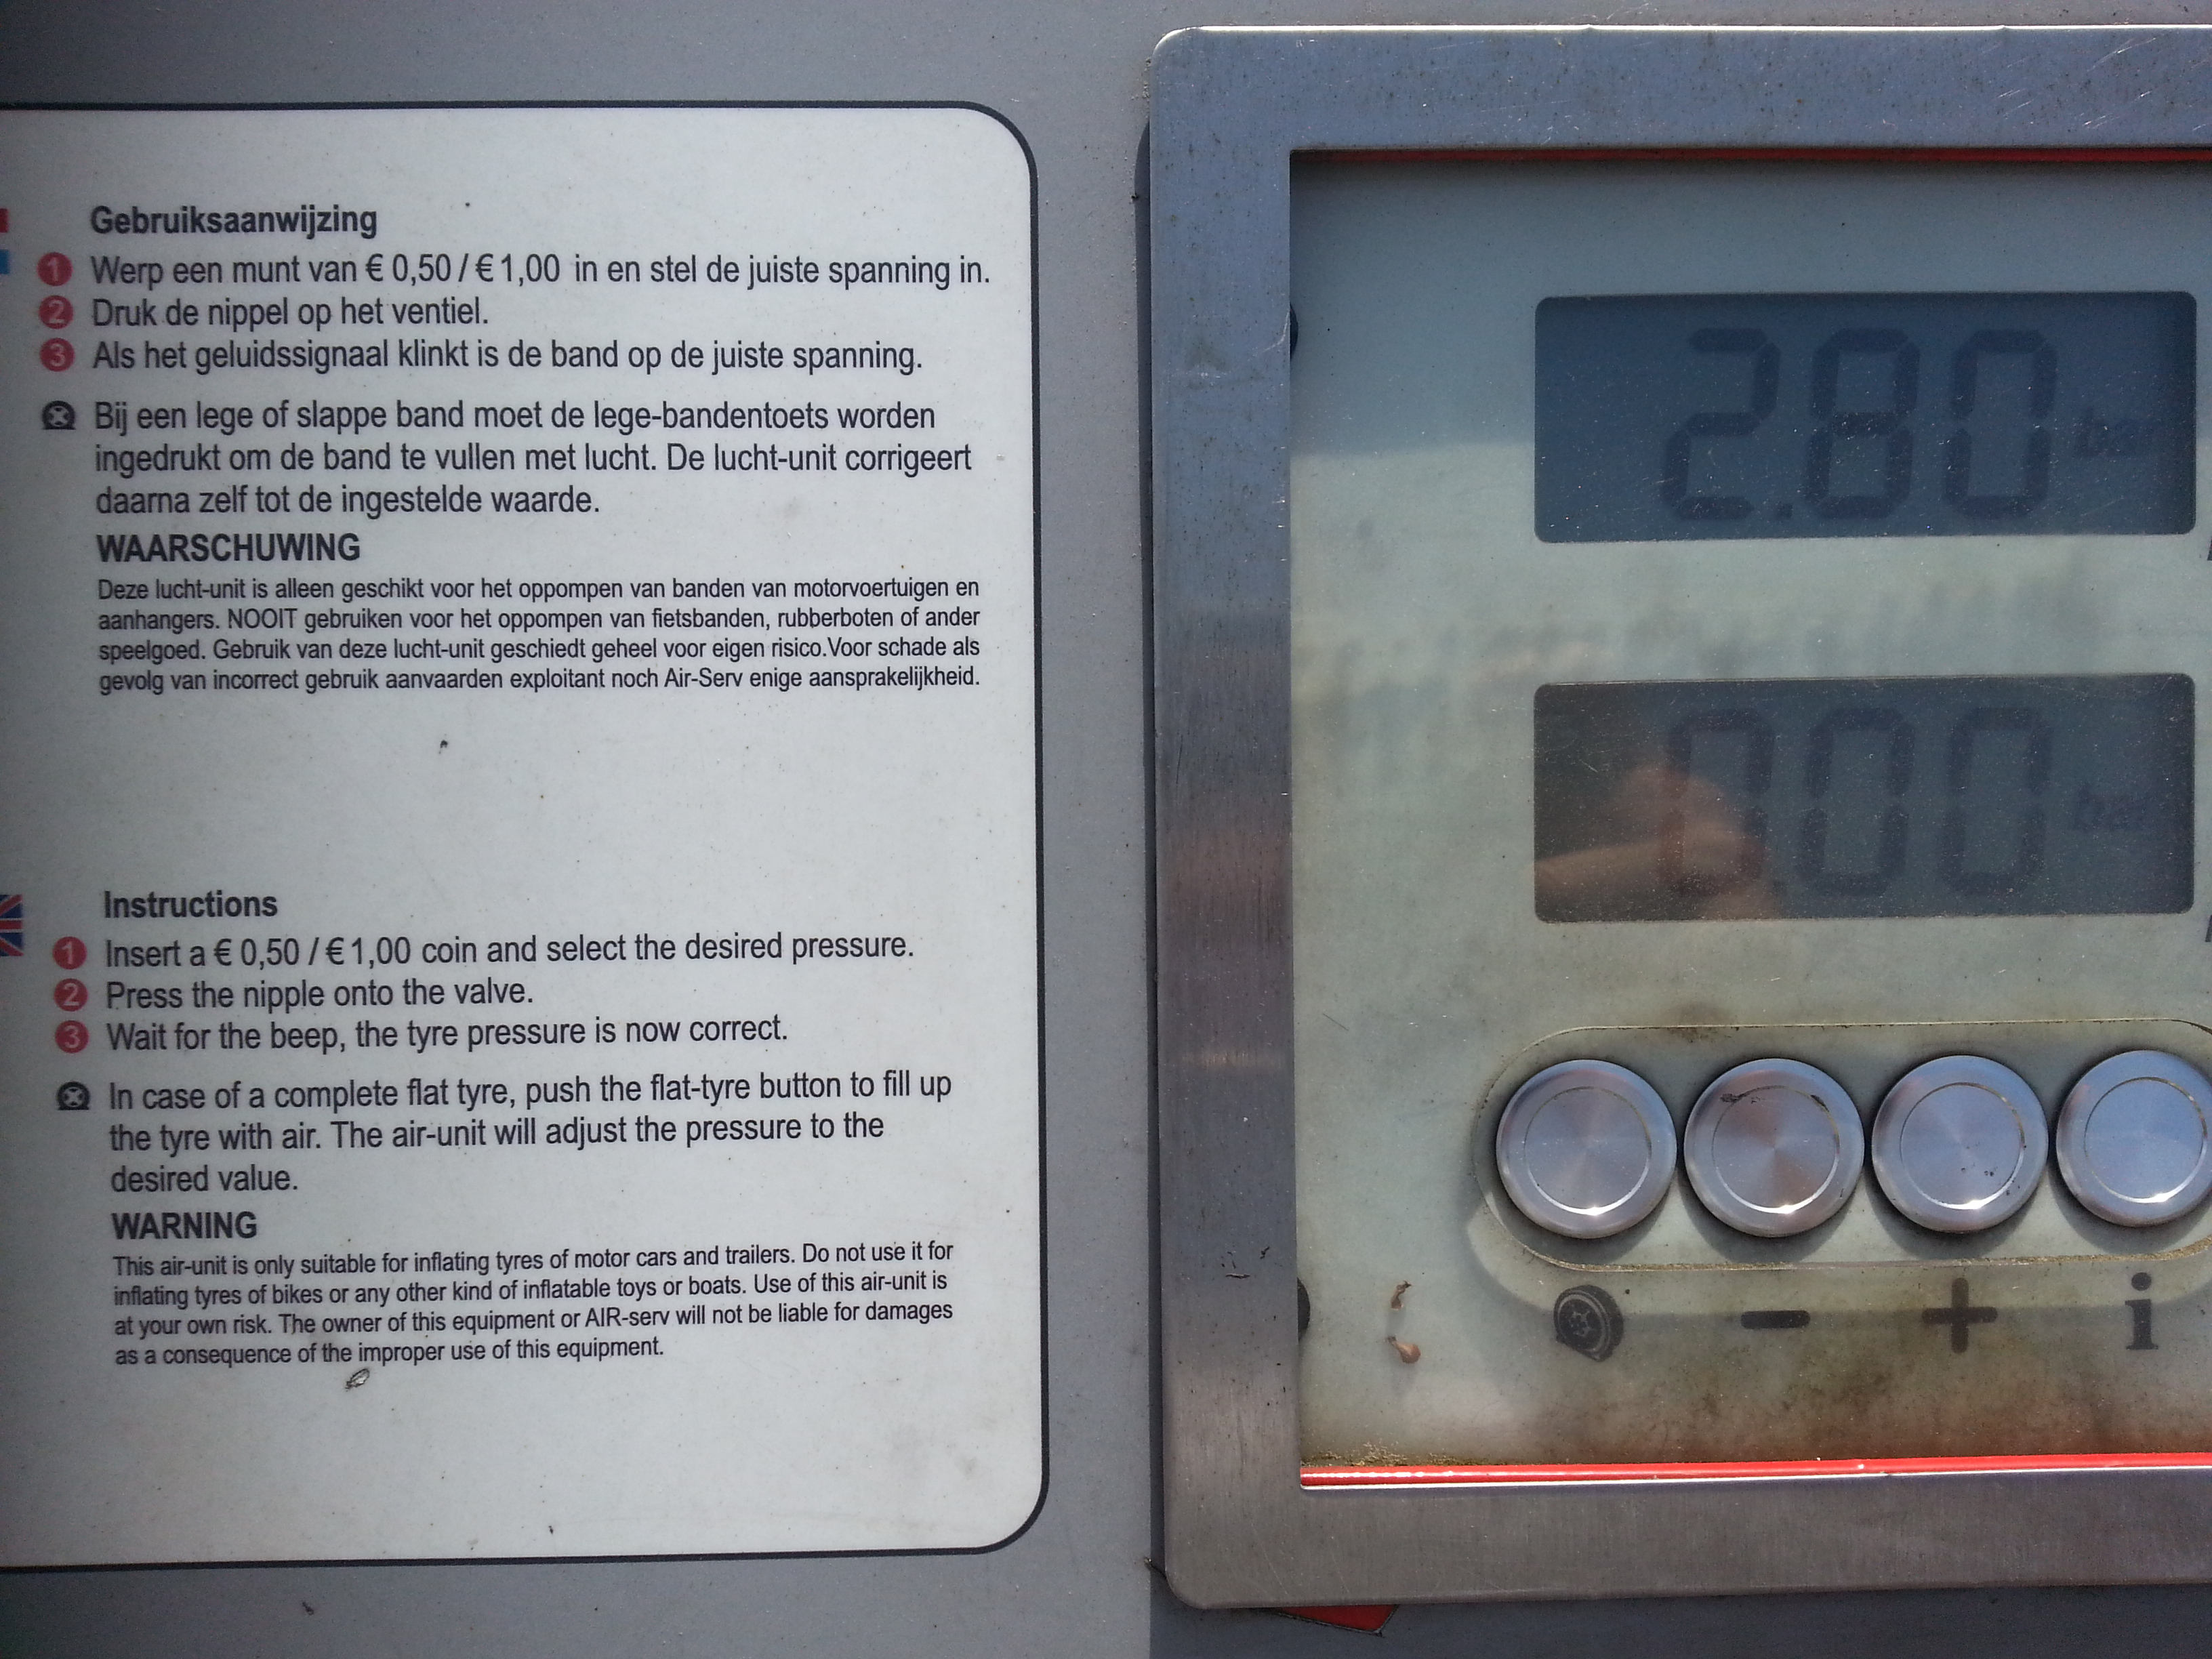 Gebruiksaanwijzing
1 Werp een munt van € 0,50 / € 1,00 in en stel de juiste spanning in.
2 Druk de nippel op het ventiel.
3 Als het geluidssignaal klinkt is de band op de juiste spanning.
Bij een lege of slappe band moet de lege-bandentoets worden
ingedrukt om de band te vullen met lucht. De lucht-unit corrigeert
daarna zelf tot de ingestelde waarde.
WAARSCHUWING
Deze lucht-unit is alleen geschikt voor het oppompen van banden van motorvoertuigen en
aanhangers. NOOIT gebruiken voor het oppompen van fietsbanden, rubberboten of ander
speelgoed. Gebruik van deze lucht-unit geschiedt geheel voor eigen risico.Voor schade als
gevolg van incorrect gebruik aanvaarden exploitant noch Air-Serv enige aansprakelijkheid.
Instructions
1 Insert a € 0,50 / € 1,00 coin and select the desired pressure.
2 Press the nipple onto the valve.
3 Wait for the beep, the tyre pressure is now correct.
In case of a complete flat tyre, push the flat-tyre button to fill up
the tyre with air. The air-unit will adjust the pressure to the
desired value.
WARNING
This air-unit is only suitable for inflating tyres of motor cars and trailers. Do not use it for
inflating tyres of bikes or any other kind of inflatable toys or boats. Use of this air-unit is
at your own risk. The owner of this equipment or AIR-serv will not be liable for damages
as a consequence of the improper use of this equipment.
2.80 bar
0.00 bar
- + i